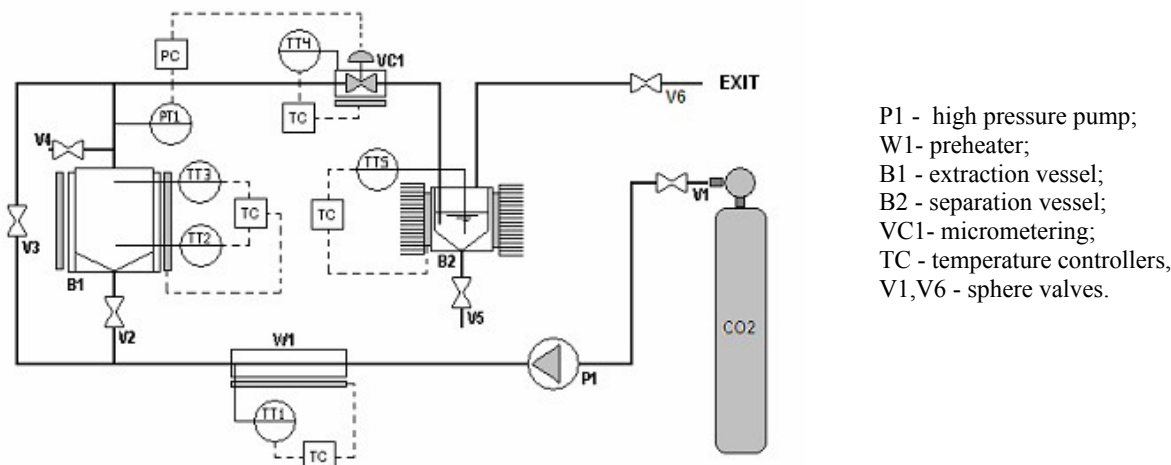 PC
TT4
VC1
TC
PT1
V4
TT3
TC
TT2
V3
B1
V2
TT5
TC
B2
V5
V6
EXIT
V1
CO2
W1
P1
TT1
TC
P1 - high pressure pump;
W1- preheater;
B1 - extraction vessel;
B2 - separation vessel;
VC1- micrometering;
TC - temperature controllers,
V1,V6 - sphere valves.